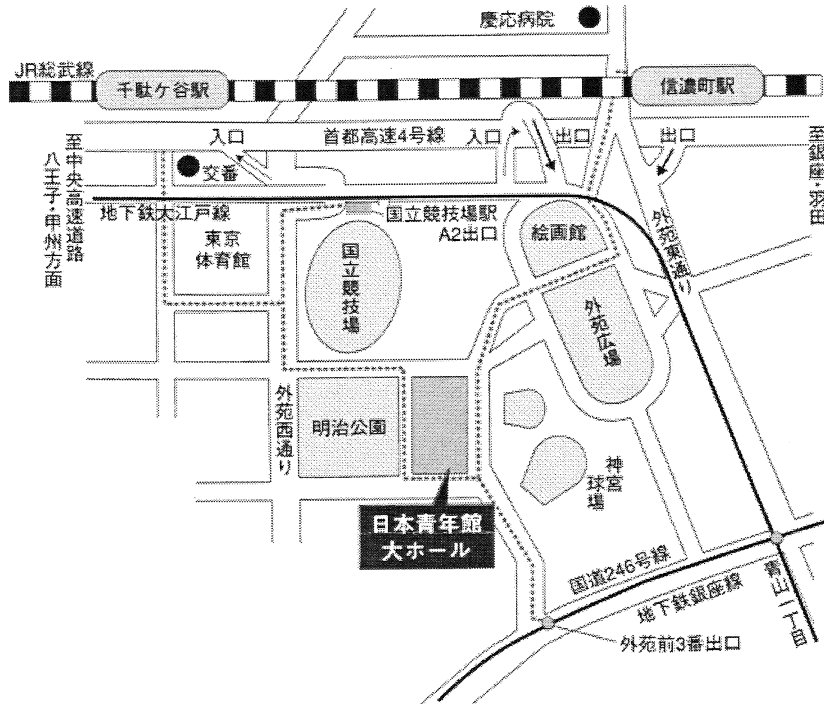 慶応病院
JR総武線
千駄ケ谷駅
信濃町駅
入口
首都高速4号線
入口
出口
出口
至中央高速道路
八王子・甲州方面
至銀座・羽田
交番
地下鉄大江戸線
国立競技場駅
A2出口
東京
体育館
国立競技場
絵画館
外苑東通り
外苑広場
外苑西通り
明治公園
神宮
球場
日本青年館
大ホール
国道246号線
地下鉄銀座線
青山一丁目
外苑前3番出口